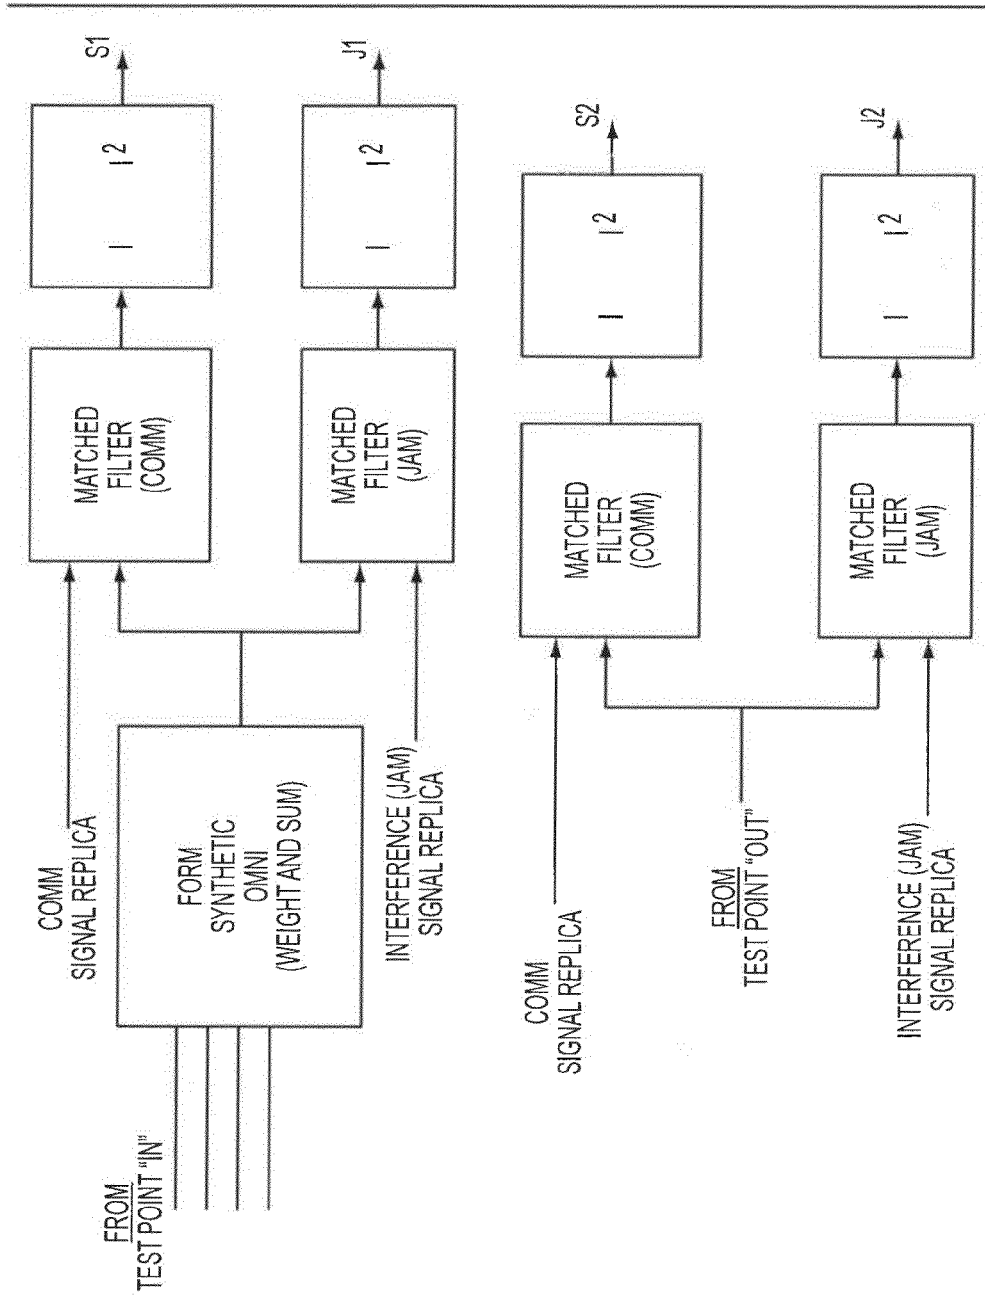 FROM
TEST POINT "IN"
COMM
SIGNAL REPLICA
FORM
SYNTHETIC
OMNI
(WEIGHT AND SUM)
INTERFERENCE (JAM)
SIGNAL REPLICA
MATCHED
FILTER
(COMM)
MATCHED
FILTER
(JAM)
| |2
| |2
S1
J1
COMM
SIGNAL REPLICA
FROM
TEST POINT "OUT"
INTERFERENCE (JAM)
SIGNAL REPLICA
MATCHED
FILTER
(COMM)
MATCHED
FILTER
(JAM)
| |2
| |2
S2
J2